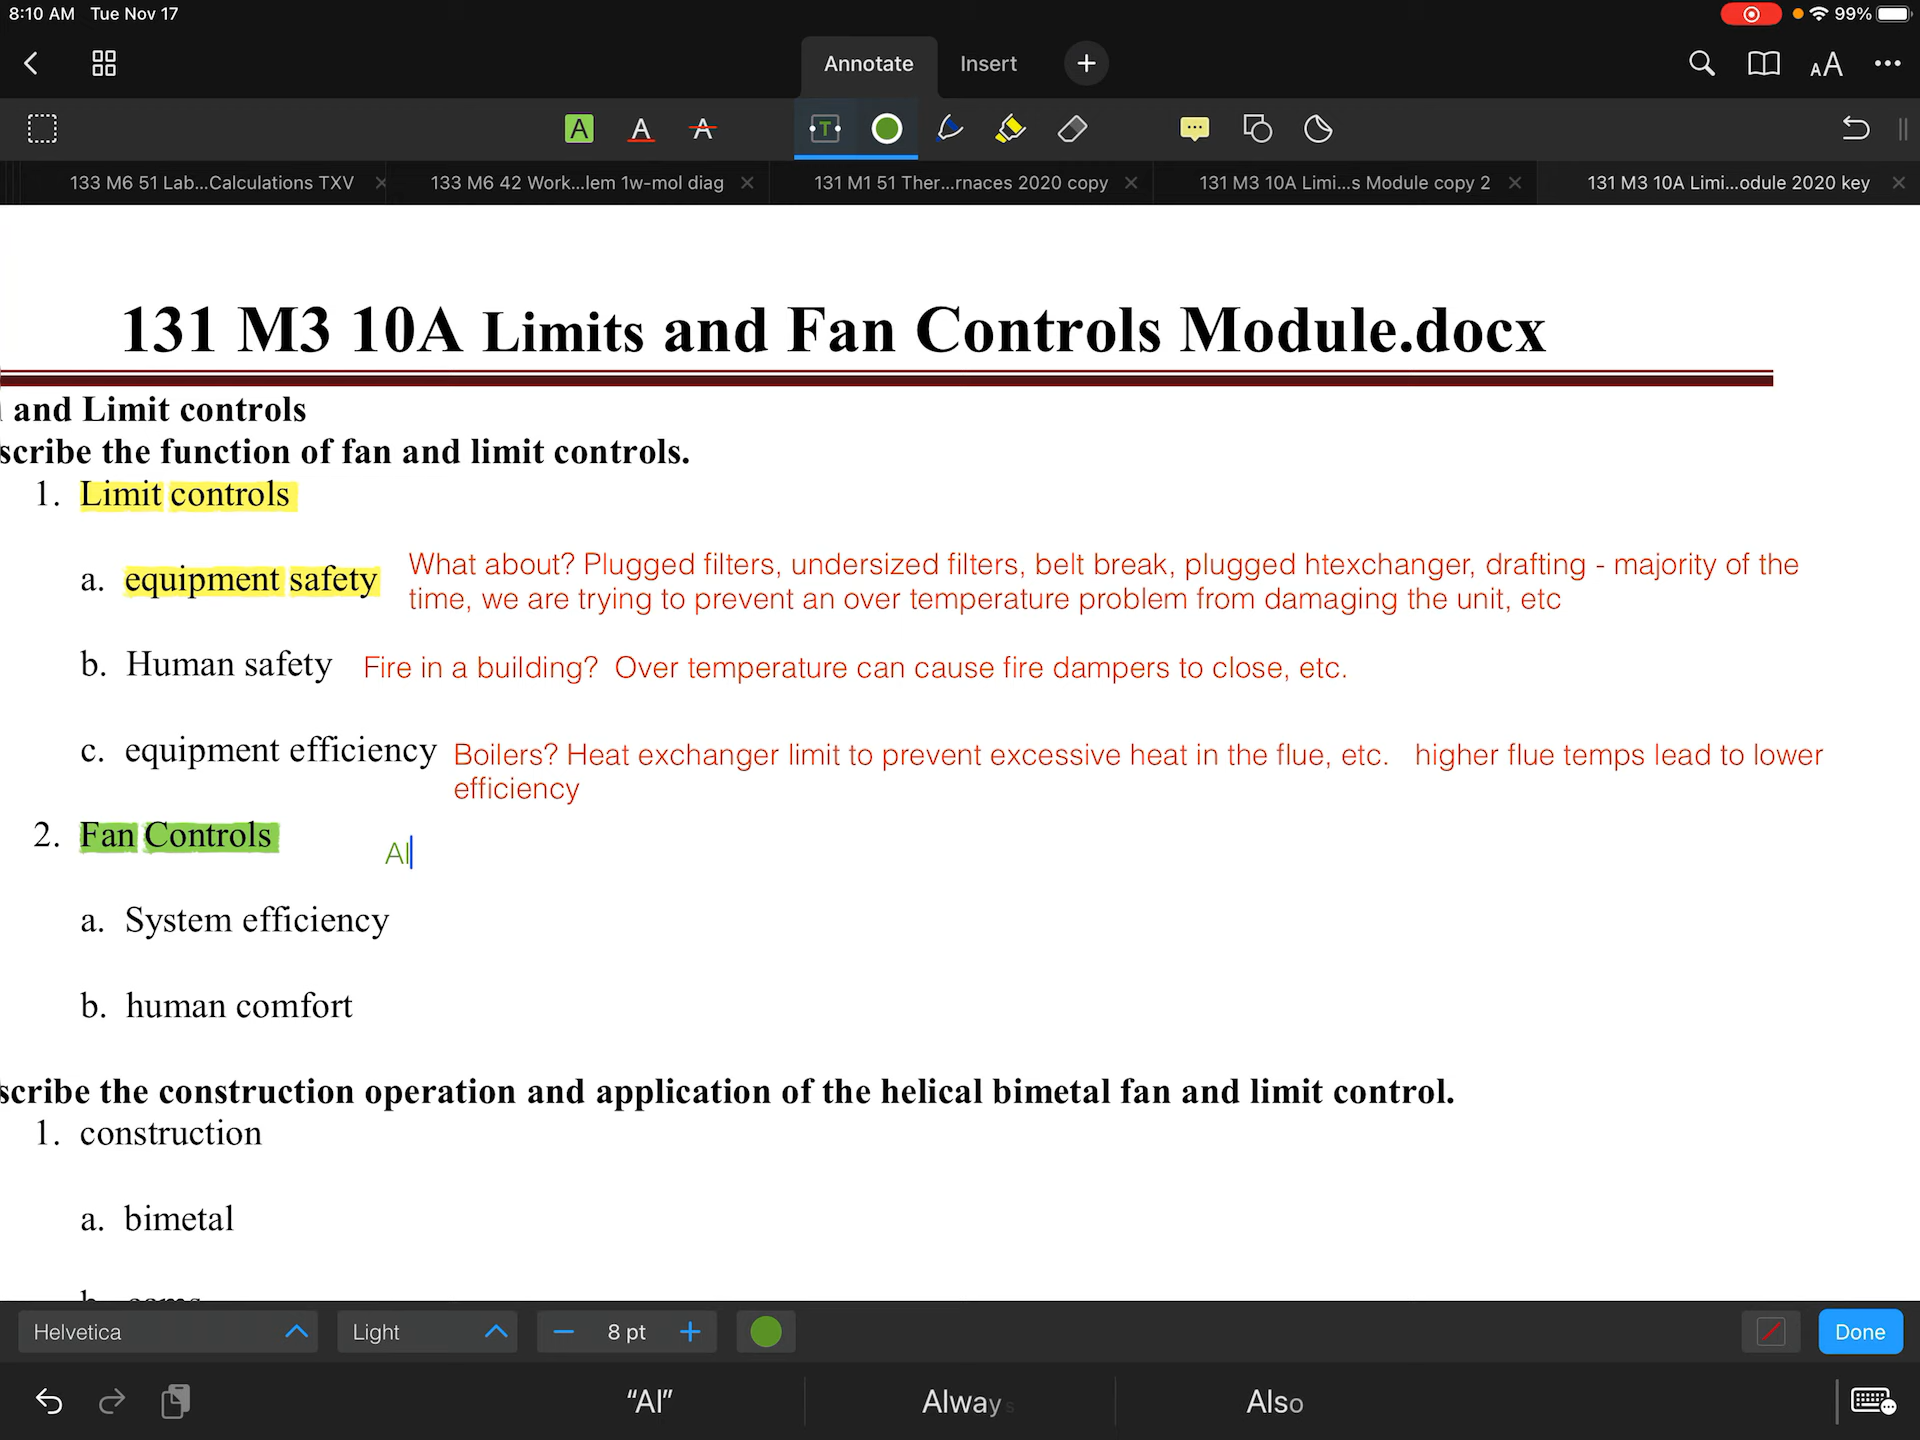 8:10 AM Tue Nov 17
99%
Annotate Insert
A A A T
133 M6 51 Lab...Calculations TXV
133 M6 42 Work...lem 1w-mol diag
131 M1 51 Ther...rnaces 2020 copy
131 M3 10A Limi...s Module copy 2
131 M3 10A Limi...odule 2020 key
131 M3 10A Limits and Fan Controls Module.docx
and Limit controls
scribe the function of fan and limit controls.
1. Limit controls
a. equipment safety
What about? Plugged filters, undersized filters, belt break, plugged htexchanger, drafting - majority of the
time, we are trying to prevent an over temperature problem from damaging the unit, etc
b. Human safety Fire in a building? Over temperature can cause fire dampers to close, etc.
c. equipment efficiency Boilers? Heat exchanger limit to prevent excessive heat in the flue, etc. higher flue temps lead to lower
efficiency
2. Fan Controls
Al
a. System efficiency
b. human comfort
scribe the construction operation and application of the helical bimetal fan and limit control.
1. construction
a. bimetal
Helvetica Light 8 pt Done
“Al” Always Also